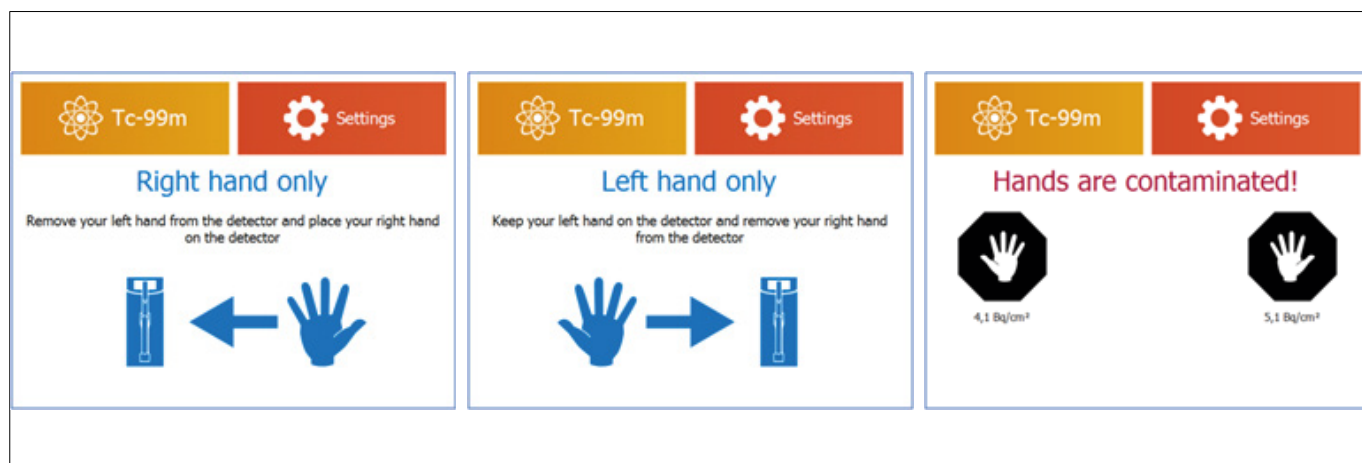 Tc-99m
Settings
Right hand only
Remove your left hand from the detector and place your right hand
on the detector
Tc-99m
Settings
Left hand only
Keep your left hand on the detector and remove your right hand
from the detector
Tc-99m
Settings
Hands are contaminated!
4,1 Bq/cm²
5,1 Bq/cm²